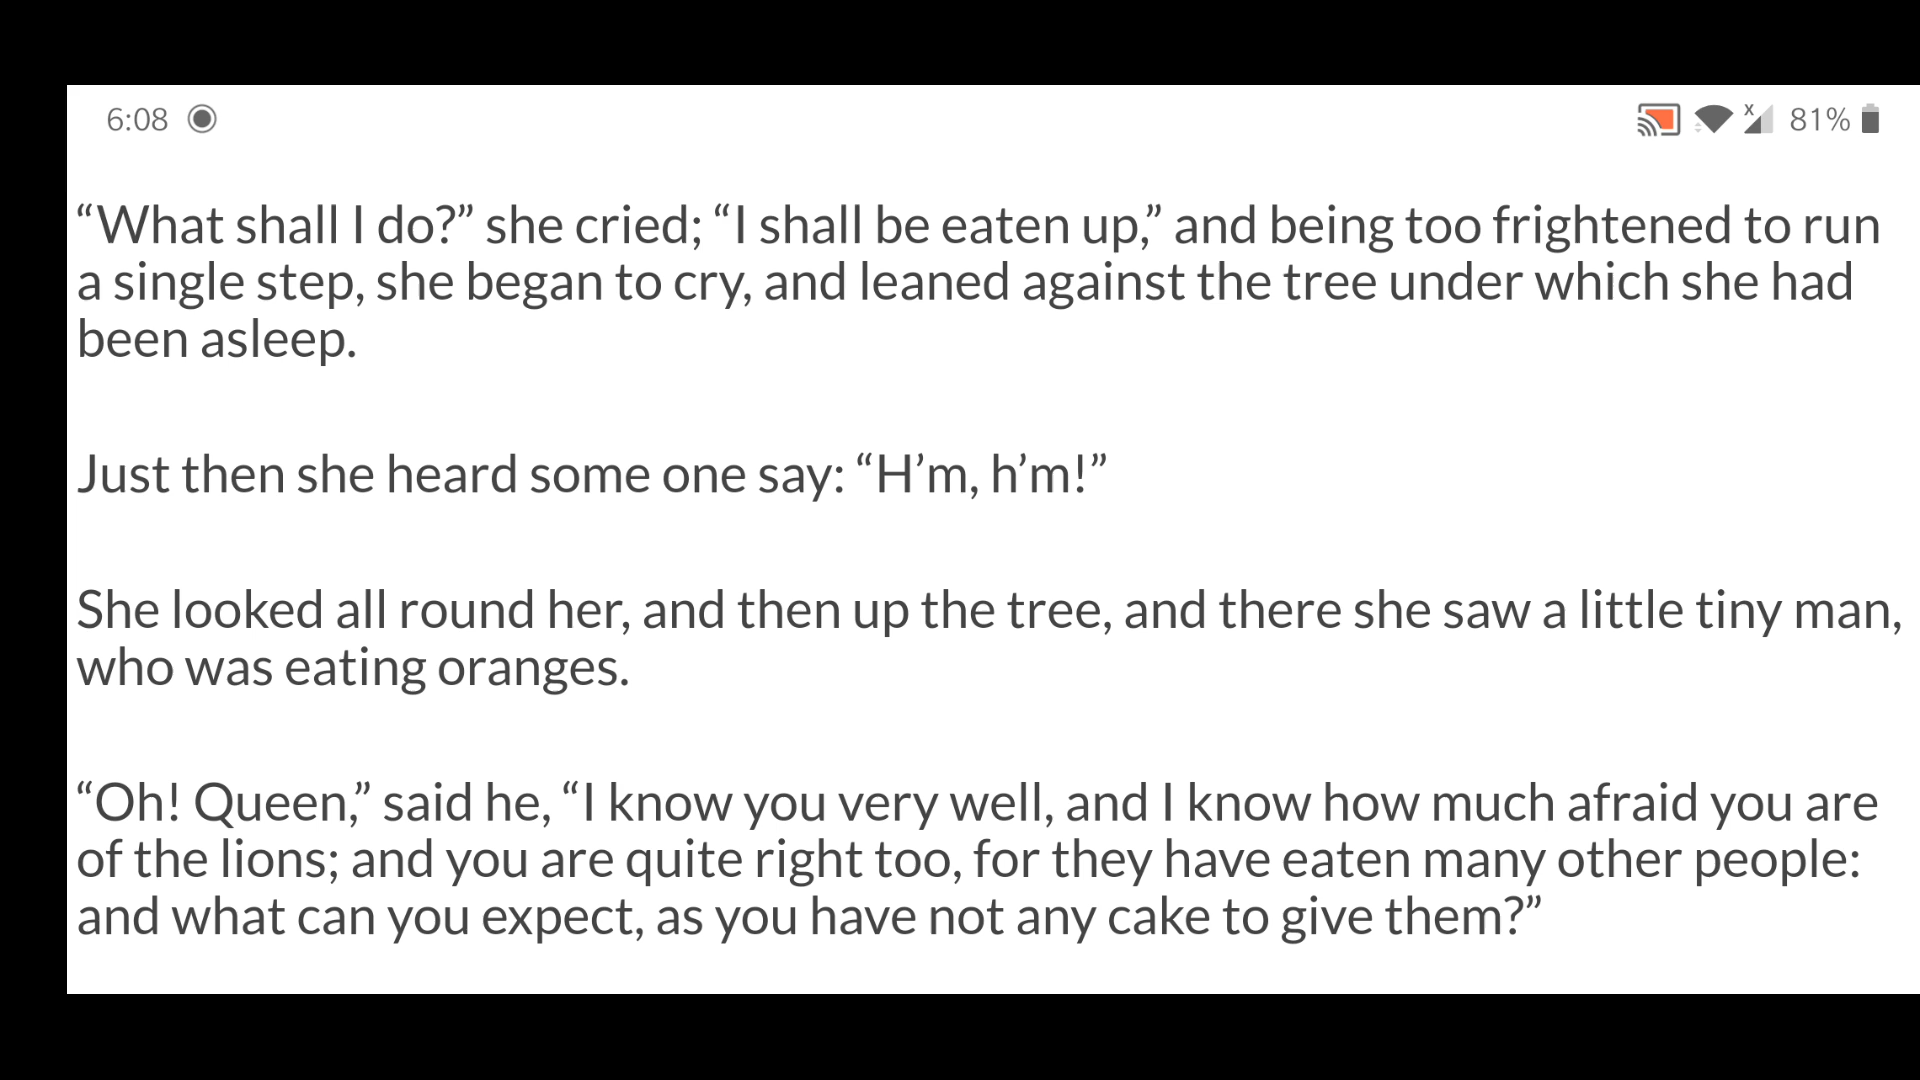 6:08
81%
“What shall I do?” she cried; “I shall be eaten up,” and being too frightened to run
a single step, she began to cry, and leaned against the tree under which she had
been asleep.
Just then she heard some one say: “H’m, h’m!”
She looked all round her, and then up the tree, and there she saw a little tiny man,
who was eating oranges.
“Oh! Queen,” said he, “I know you very well, and I know how much afraid you are
of the lions; and you are quite right too, for they have eaten many other people:
and what can you expect, as you have not any cake to give them?”